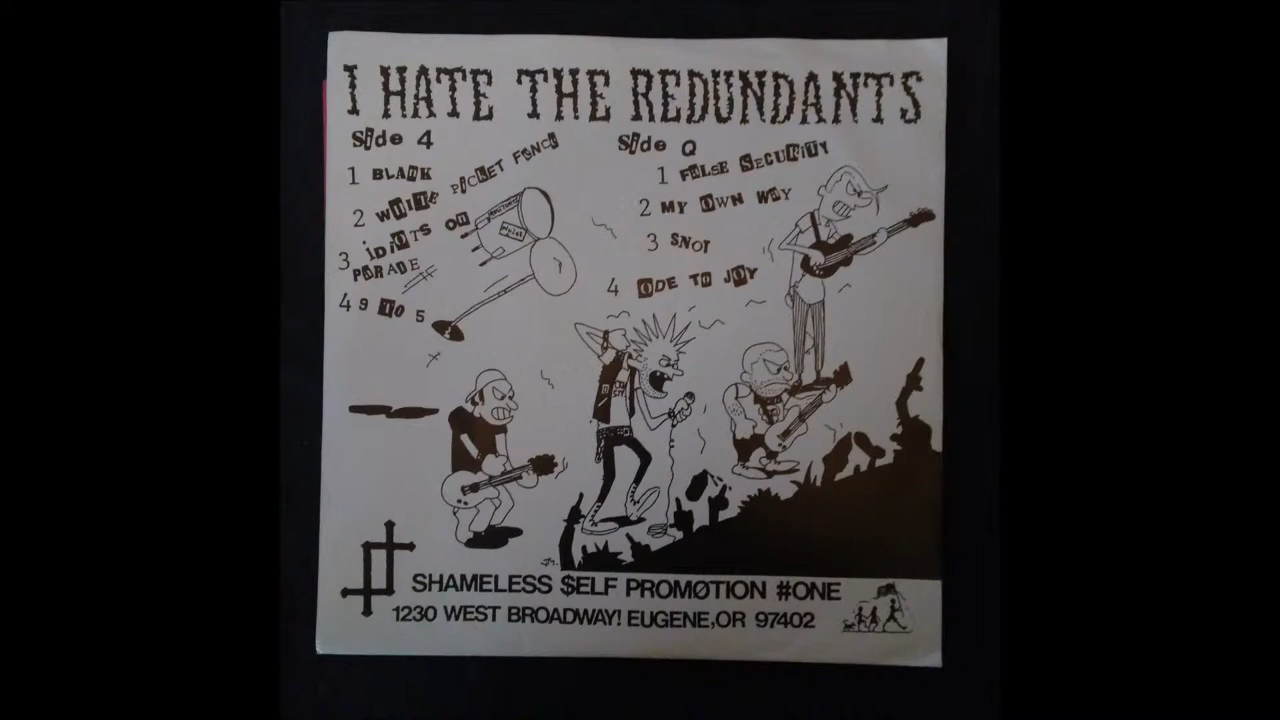 I HATE THE REDUNDANTS
Side 4
1 BLANK
2 WHITE PICKET FENCE
3 IDIOTS ON
PARADE
4 9 TO 5
Side Q
1 FALSE SECURITY
2 MY OWN WAY
3 SNOT
4 ODE TO JOY
SHAMELESS $ELF PROMØTION #ONE
1230 WEST BROADWAY! EUGENE,OR 97402